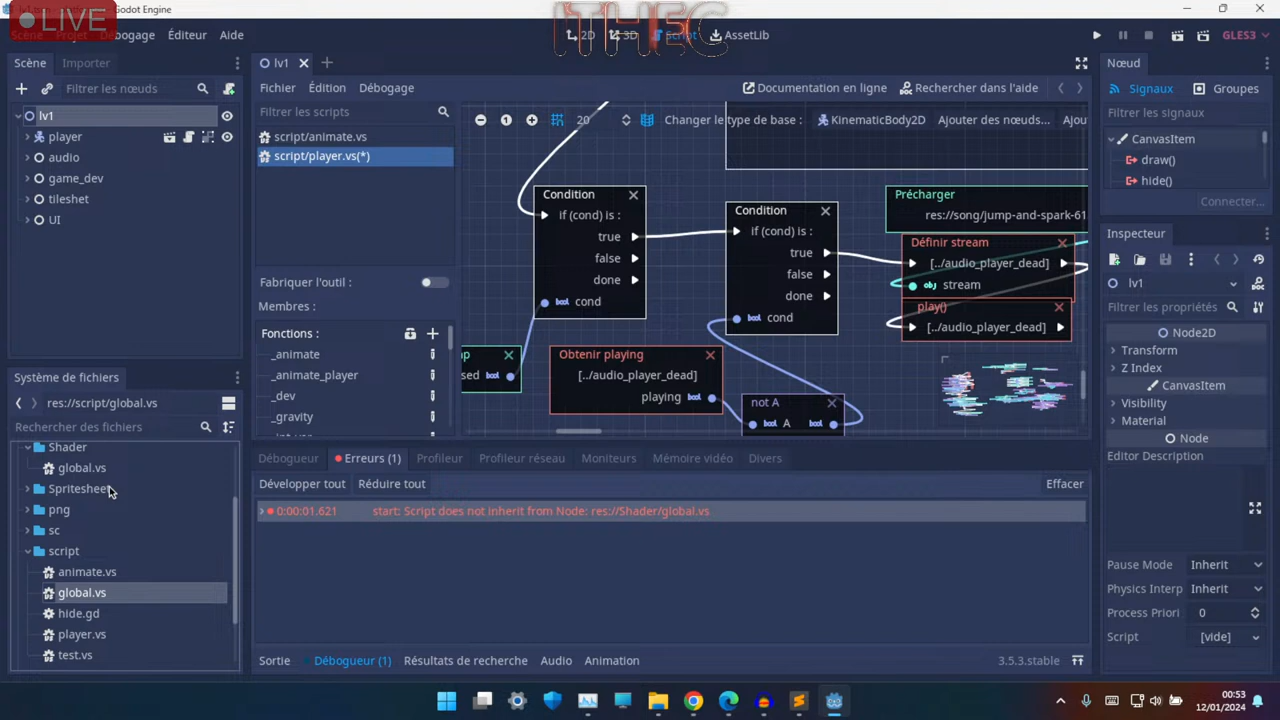 Godot Engine
LIVE
ITHEC
Scène
Projet
Débogage
Éditeur
Aide
2D
3D
Script
AssetLib
GLES3
Scène
Importer
Filtrer les nœuds
lv1
player
audio
game_dev
tileshet
UI
lv1
Fichier
Édition
Débogage
Documentation en ligne
Rechercher dans l'aide
Filtrer les scripts
script/animate.vs
script/player.vs(*)
Fabriquer l'outil :
Membres :
Fonctions :
_animate
_animate_player
_dev
_gravity
20
Changer le type de base :
KinematicBody2D
Ajouter des nœuds...
Ajou
Condition
if (cond) is :
true
false
done
bool cond
Condition
if (cond) is :
true
false
done
bool cond
Précharger
res://song/jump-and-spark-61
Définir stream
[../audio_player_dead]
obj stream
play()
[../audio_player_dead]
Obtenir playing
[../audio_player_dead]
playing
not A
bool A
bool
Système de fichiers
res://script/global.vs
Rechercher des fichiers
Shader
global.vs
Spritesheet
png
sc
script
animate.vs
global.vs
hide.gd
player.vs
test.vs
Débogueur
Erreurs (1)
Profileur
Profileur réseau
Moniteurs
Mémoire vidéo
Divers
Développer tout
Réduire tout
Effacer
0:00:01.621 start: Script does not inherit from Node: res://Shader/global.vs
Sortie
Débogueur (1)
Résultats de recherche
Audio
Animation
3.5.3.stable
Nœud
Signaux
Groupes
Filtrer les signaux
CanvasItem
draw()
hide()
Connecter...
Inspecteur
lv1
Filtrer les propriétés
Node2D
Transform
Z Index
CanvasItem
Visibility
Material
Node
Editor Description
Pause Mode Inherit
Physics Interp Inherit
Process Priori 0
Script [vide]
00:53
12/01/2024